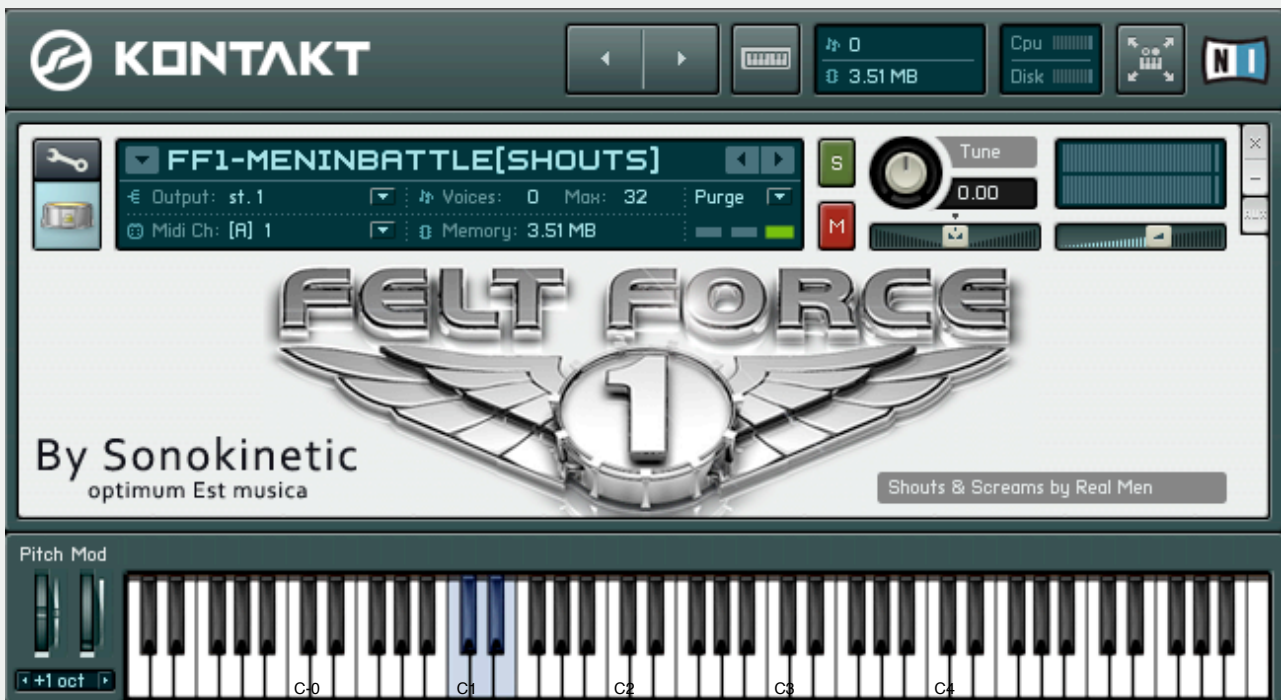 KONTAKT
0
3.51 MB
Cpu
Disk
NI
FF1-MENINBATTLE[SHOUTS]
S
Tune
Output: st. 1
Voices: 0 Max: 32
Purge
0.00
Midi Ch: [A] 1
Memory: 3.51 MB
M
AUX
FELT FORCE
1
By Sonokinetic
optimum Est musica
Shouts & Screams by Real Men
Pitch Mod
+1 oct
C-0
C1
C2
C3
C4